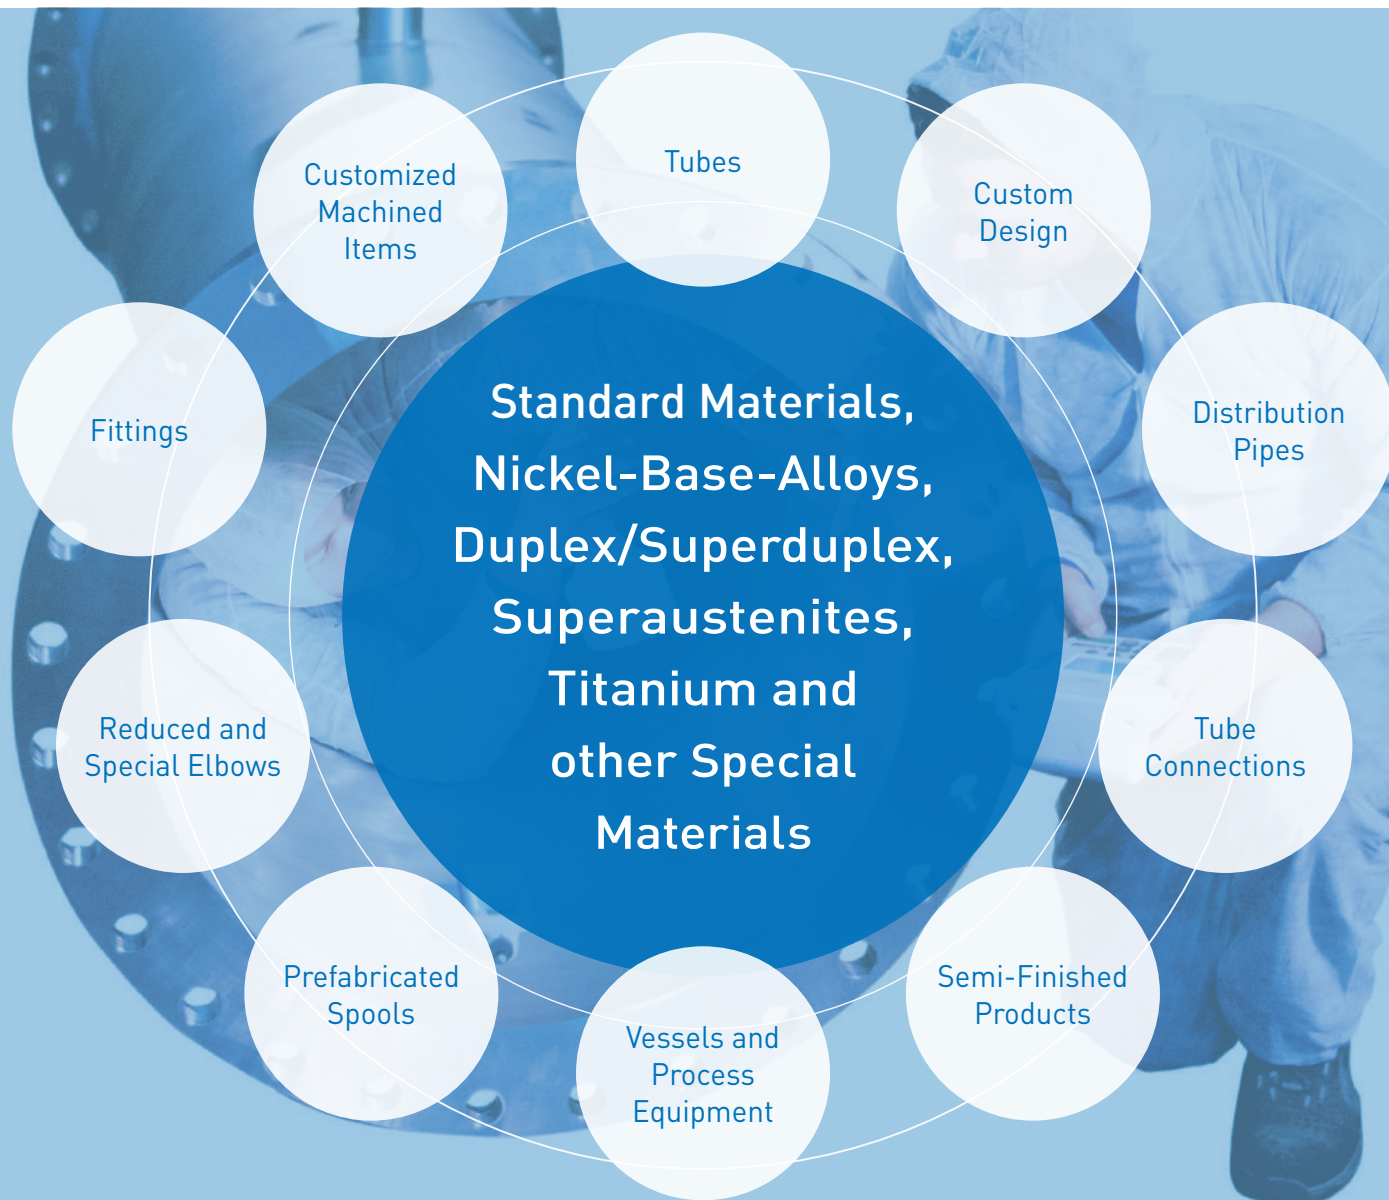 Tubes
Custom
Design
Distribution
Pipes
Tube
Connections
Semi-Finished
Products
Vessels and
Process
Equipment
Prefabricated
Spools
Reduced and
Special Elbows
Fittings
Customized
Machined
Items
Standard Materials,
Nickel-Base-Alloys,
Duplex/Superduplex,
Superaustenites,
Titanium and
other Special
Materials